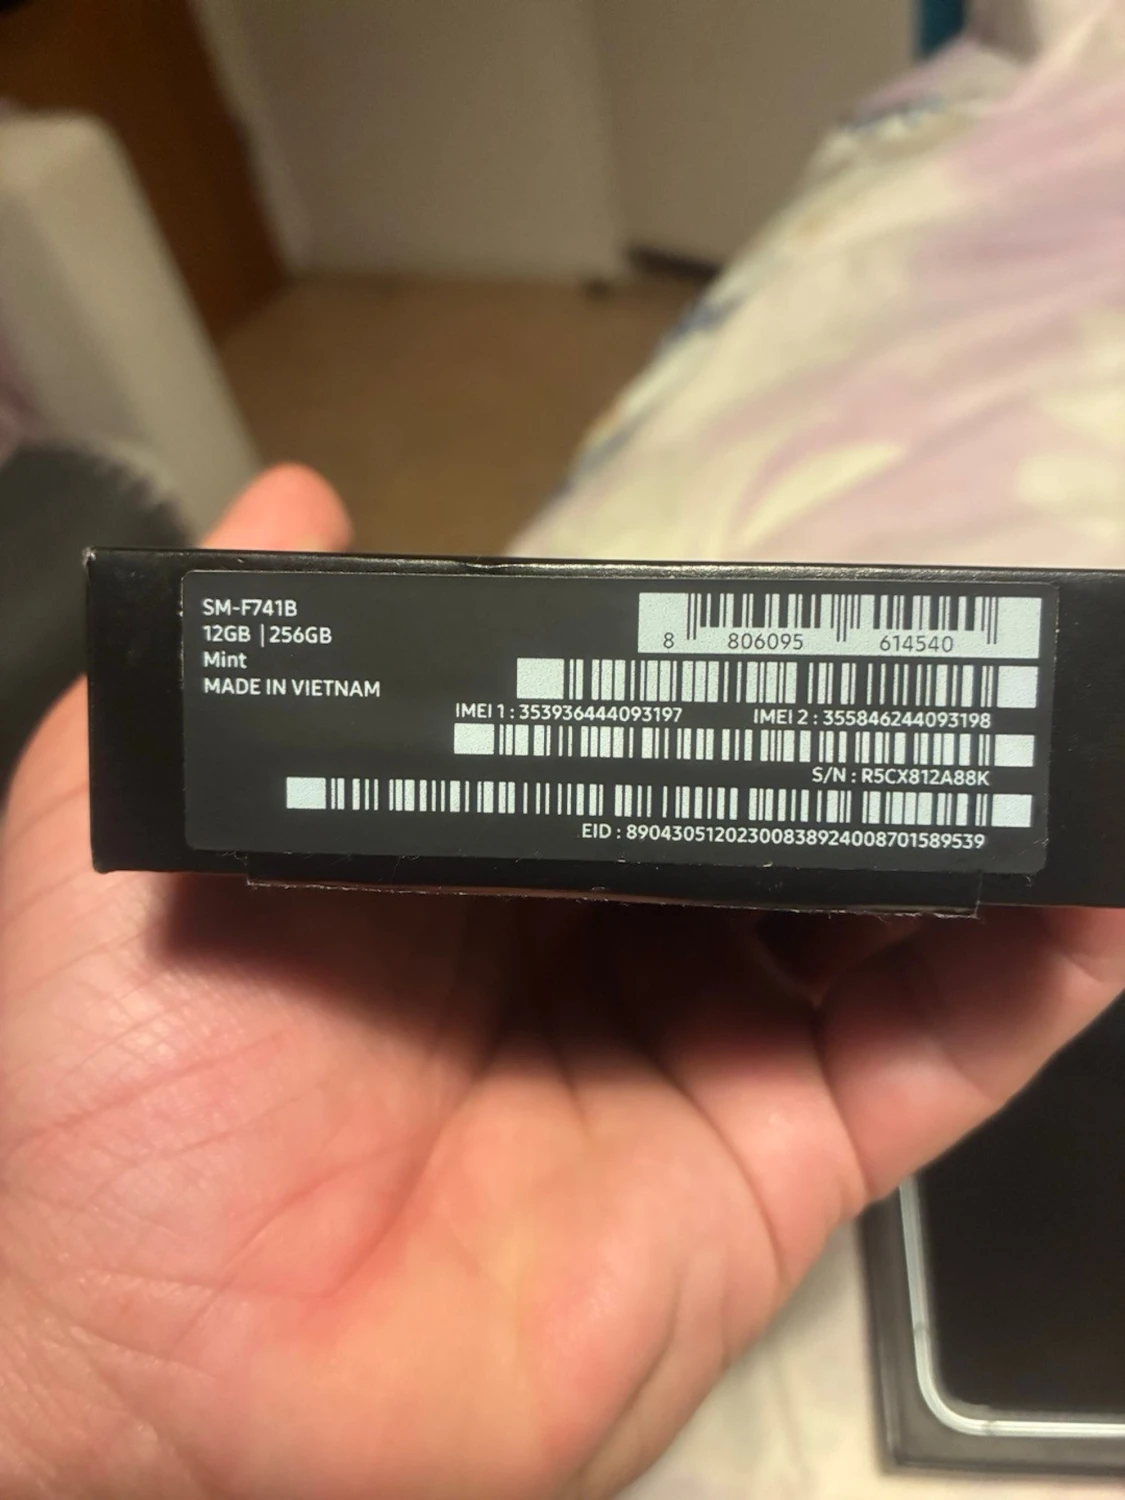 SM-F741B
12GB | 256GB
Mint
MADE IN VIETNAM
8 806095 614540
IMEI 1 : 353936444093197 IMEI 2 : 355846244093198
S/N : R5CX812A88K
EID : 89043051202300838924008701589539